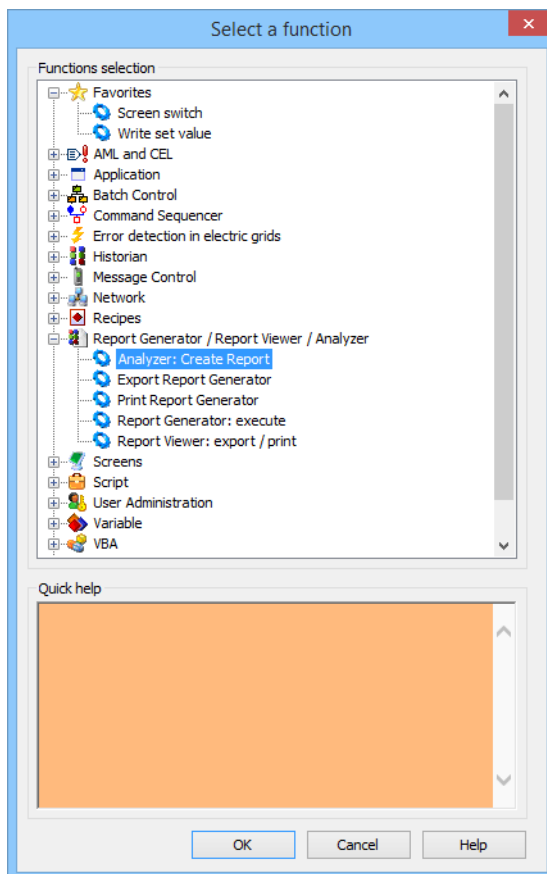 Select a function
Functions selection
Favorites
Screen switch
Write set value
AML and CEL
Application
Batch Control
Command Sequencer
Error detection in electric grids
Historian
Message Control
Network
Recipes
Report Generator / Report Viewer / Analyzer
Analyzer: Create Report
Export Report Generator
Print Report Generator
Report Generator: execute
Report Viewer: export / print
Screens
Script
User Administration
Variable
VBA
Quick help
OK Cancel Help